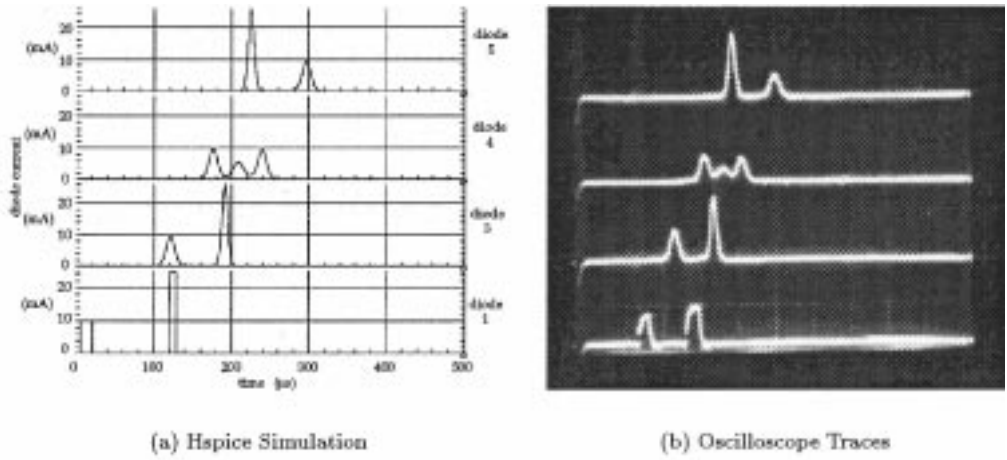 (mA)
20
10
0
diode
5
(mA)
20
10
0
diode
4
diode current
(mA)
20
10
0
diode
(mA)
20
10
0
diode
1
0 100 200 300 400 500
time (μs)
(a) Hspice Simulation
(b) Oscilloscope Traces